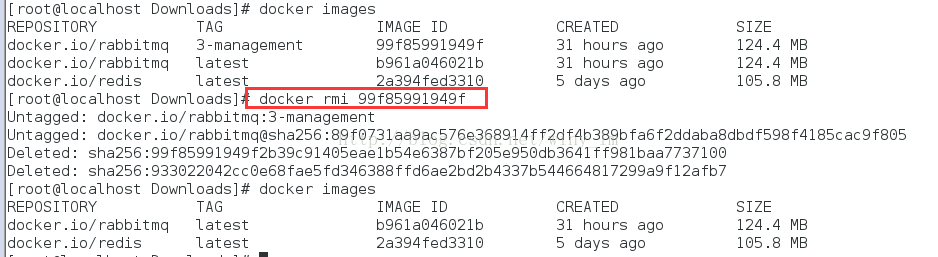 [root@localhost Downloads]# docker images
REPOSITORY TAG IMAGE ID CREATED SIZE
docker.io/rabbitmq 3-management 99f85991949f 31 hours ago 124.4 MB
docker.io/rabbitmq latest b961a046021b 31 hours ago 124.4 MB
docker.io/redis latest 2a394fed3310 5 days ago 105.8 MB
[root@localhost Downloads]# docker rmi 99f85991949f
Untagged: docker.io/rabbitmq:3-management
Untagged: docker.io/rabbitmq@sha256:89f0731aa9ac576e368914ff2df4b389bfa6f2ddaba8dbdf598f4185cac9f805
Deleted: sha256:99f85991949f2b39c91405eae1b54e6387bf205e950db3641ff981baa7737100
Deleted: sha256:933022042cc0e68fae5fd346388ffd6ae2bd2b4337b544664817299a9f12afb7
[root@localhost Downloads]# docker images
REPOSITORY TAG IMAGE ID CREATED SIZE
docker.io/rabbitmq latest b961a046021b 31 hours ago 124.4 MB
docker.io/redis latest 2a394fed3310 5 days ago 105.8 MB
[root@localhost Downloads]#